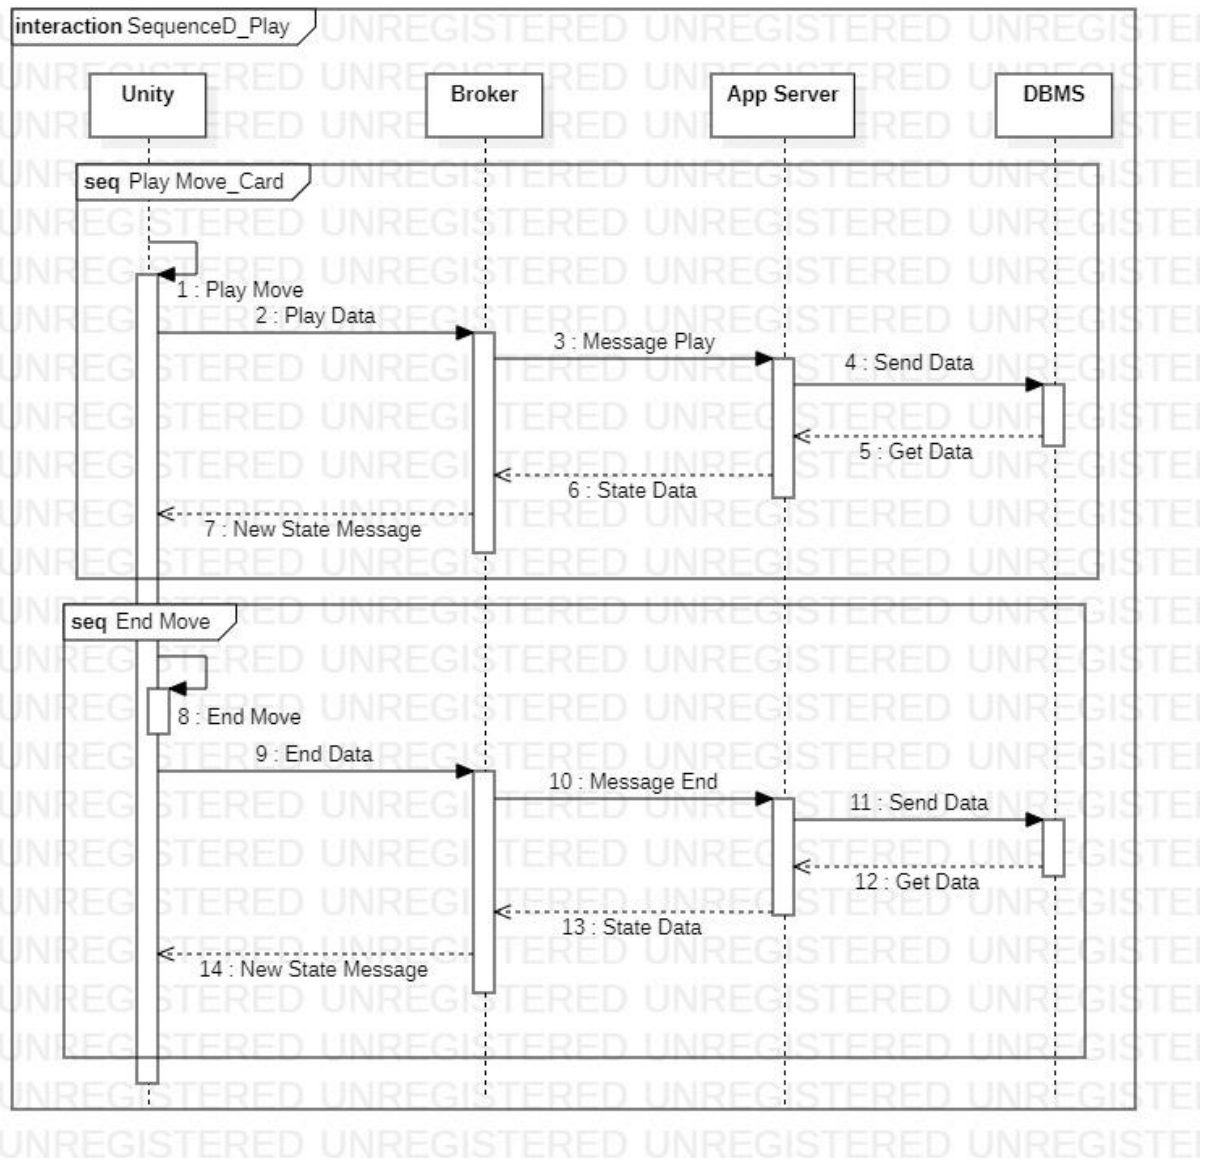 interaction SequenceD_Play
Unity
Broker
App Server
DBMS
seq Play Move_Card
1 : Play Move
2 : Play Data
3 : Message Play
4 : Send Data
5 : Get Data
6 : State Data
7 : New State Message
seq End Move
8 : End Move
9 : End Data
10 : Message End
11 : Send Data
12 : Get Data
13 : State Data
14 : New State Message
UNREGISTERED UNREGISTERED UNREGISTERED